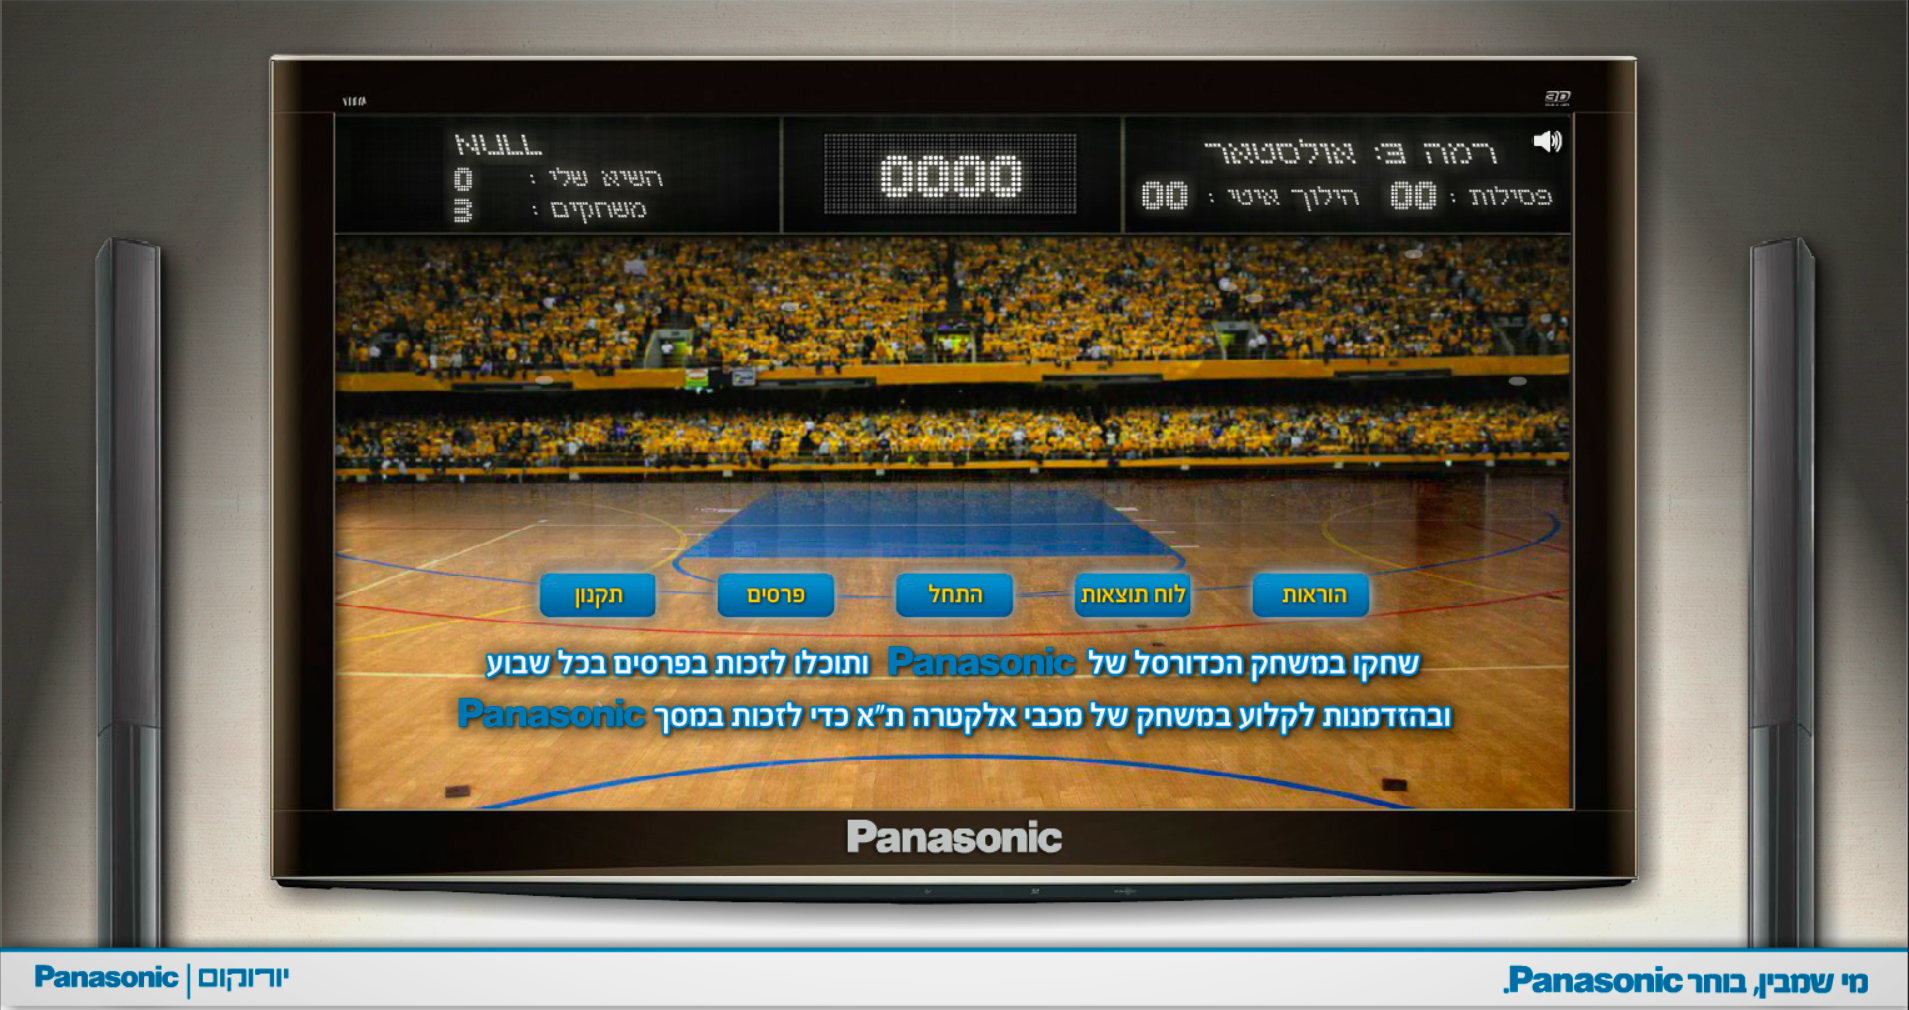 VIERA
3D
רמה 3: אולסטאר
פסילות : 00 הילוך איטי : 00
0000
NULL
השיא שלי : 0
משחקים : 3
הוראות
לוח תוצאות
התחל
פרסים
תקנון
שחקו במשחק הכדורסל של Panasonic ותוכלו לזכות בפרסים בכל שבוע
ובהזדמנות לקלוע במשחק של מכבי אלקטרה ת״א כדי לזכות במסך Panasonic
Panasonic
מי שמבין, בוחר Panasonic.
יורוקום | Panasonic